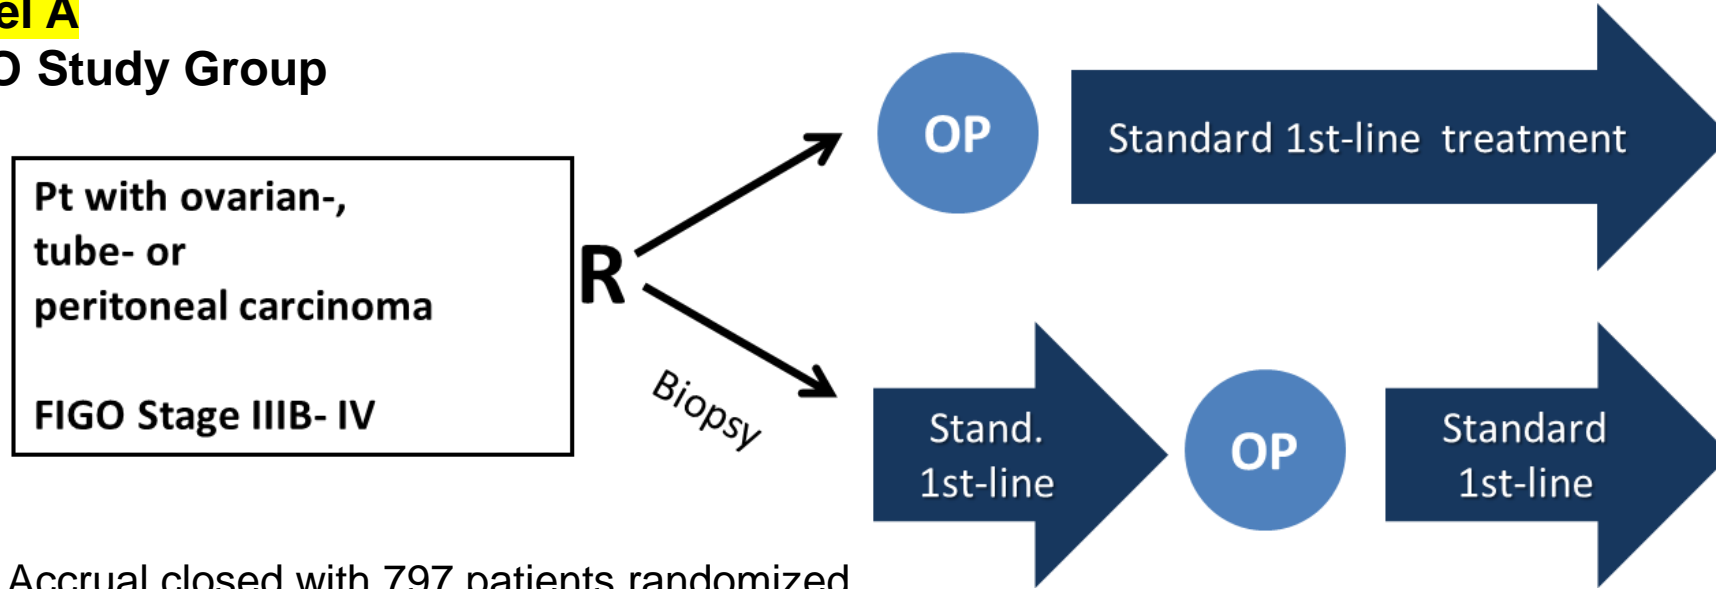 el A
O Study Group
Pt with ovarian-,
tube- or
peritoneal carcinoma
FIGO Stage IIIB- IV
R
Biopsy
OP
Standard 1st-line treatment
Stand.
1st-line
OP
Standard
1st-line
Accrual closed with 797 patients randomized